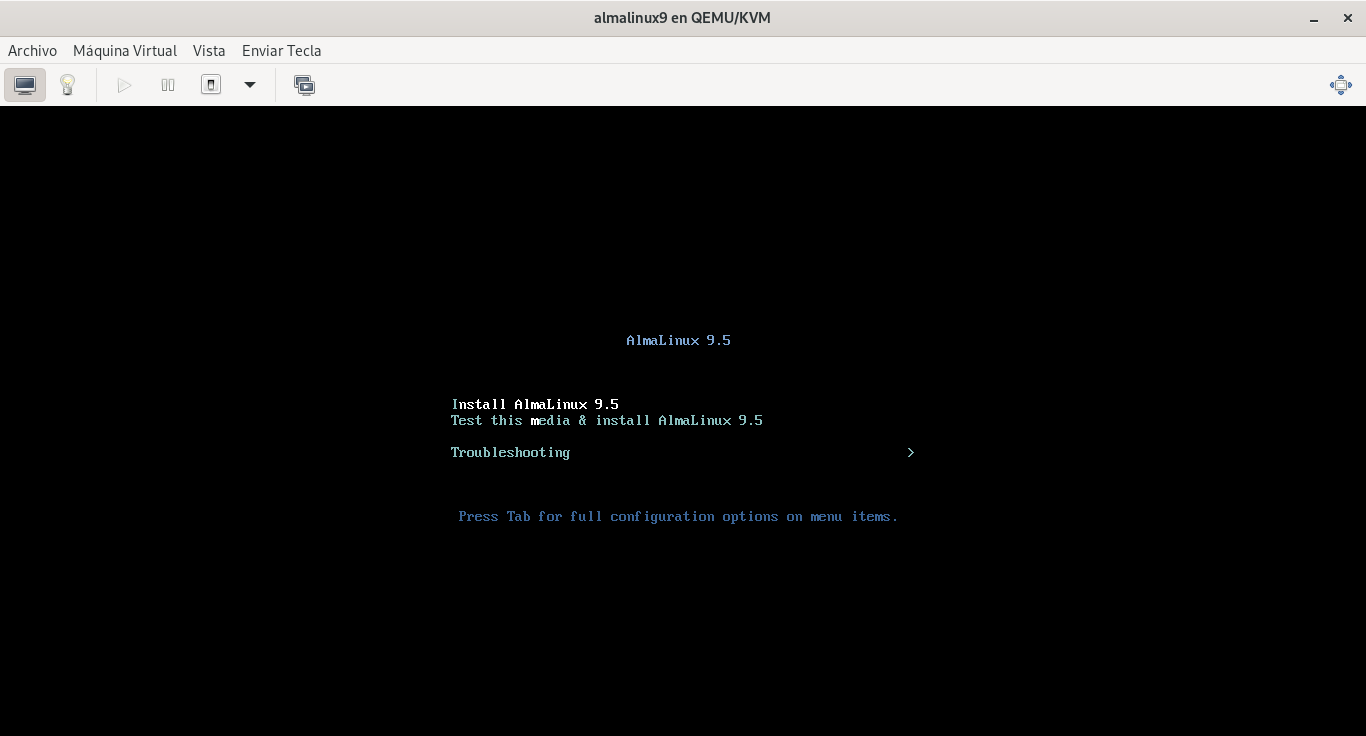 almalinux9 en QEMU/KVM
Archivo Máquina Virtual Vista Enviar Tecla
AlmaLinux 9.5
Install AlmaLinux 9.5
Test this media & install AlmaLinux 9.5
Troubleshooting >
Press Tab for full configuration options on menu items.